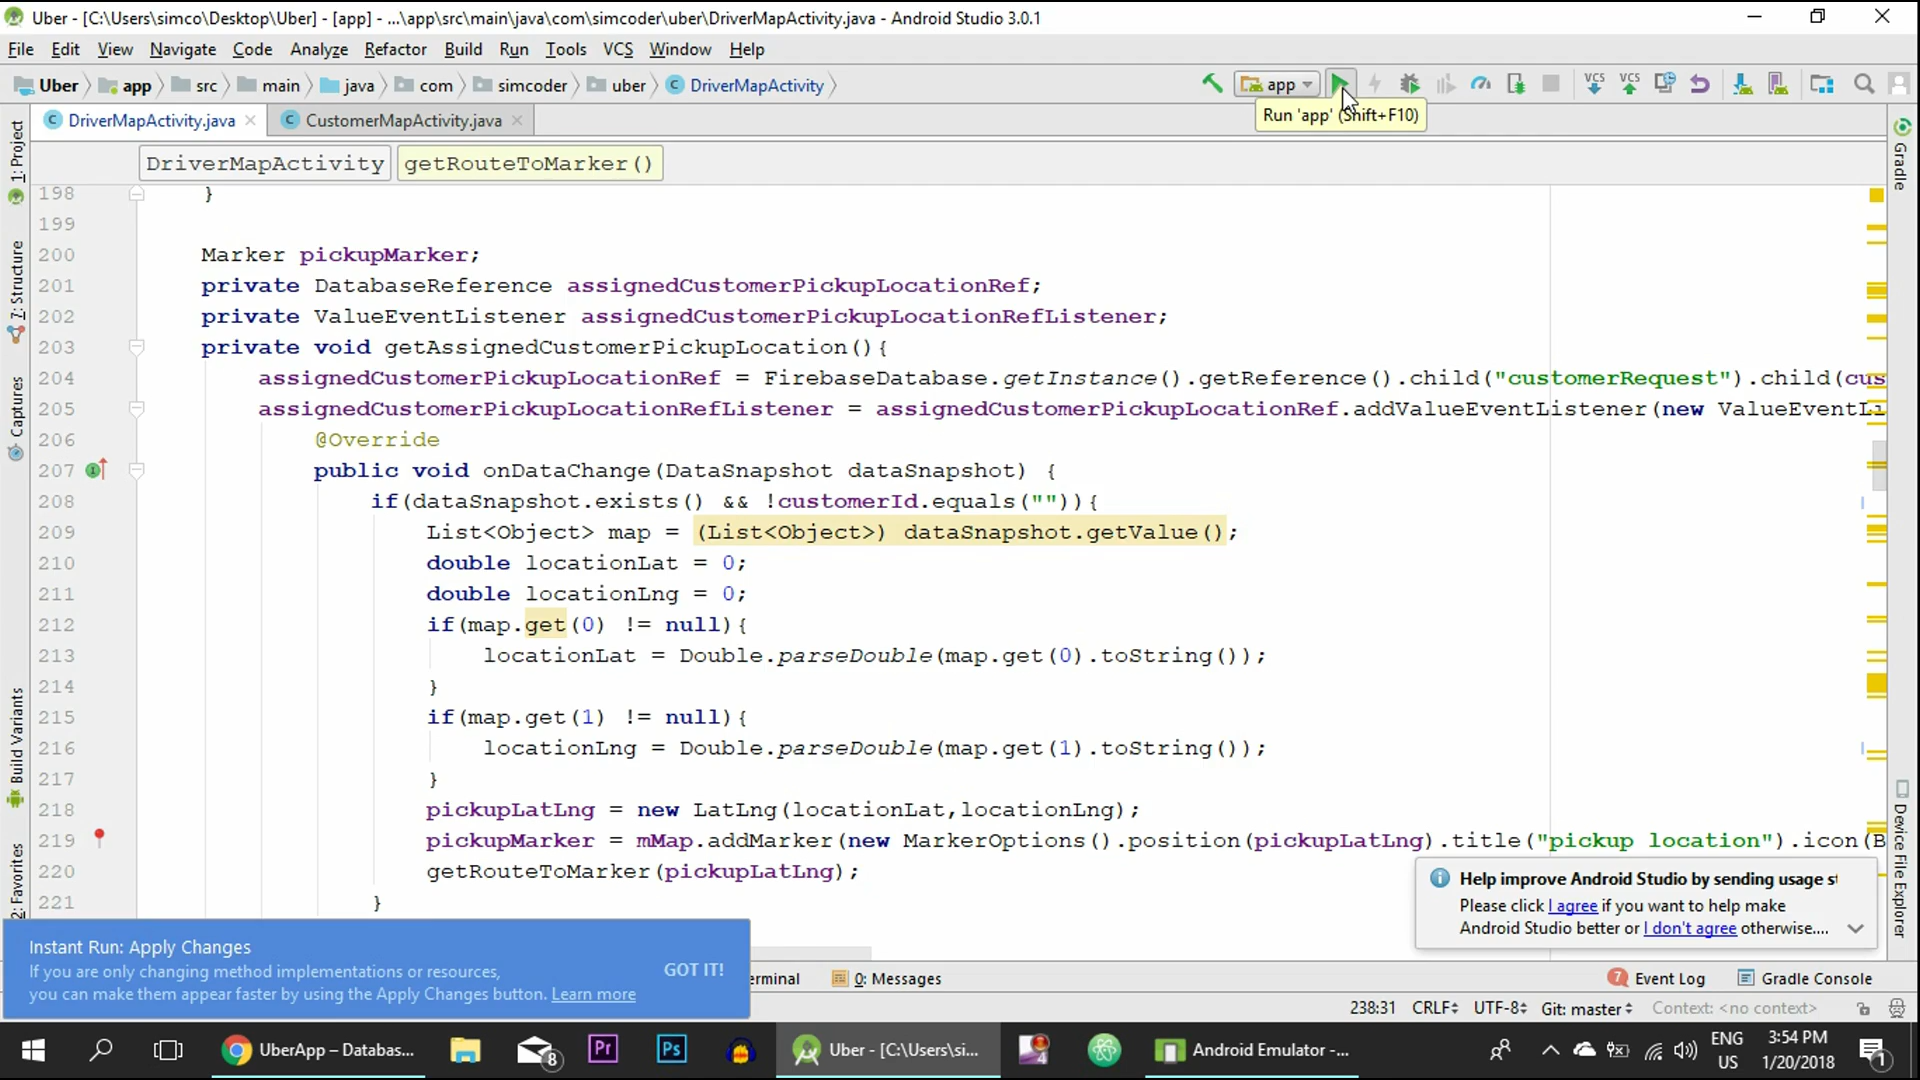 Uber - [C:\Users\simco\Desktop\Uber] - [app] - ...\app\src\main\java\com\simcoder\uber\DriverMapActivity.java - Android Studio 3.0.1
File Edit View Navigate Code Analyze Refactor Build Run Tools VCS Window Help
Uber app src main java com simcoder uber DriverMapActivity
app
VCS VCS
Run 'app' (Shift+F10)
DriverMapActivity.java CustomerMapActivity.java
DriverMapActivity getRouteToMarker()
1: Project
7: Structure
Captures
Build Variants
2: Favorites
Gradle
Device File Explorer
198 }
199
200 Marker pickupMarker;
201 private DatabaseReference assignedCustomerPickupLocationRef;
202 private ValueEventListener assignedCustomerPickupLocationRefListener;
203 private void getAssignedCustomerPickupLocation(){
204 assignedCustomerPickupLocationRef = FirebaseDatabase.getInstance().getReference().child("customerRequest").child(cus
205 assignedCustomerPickupLocationRefListener = assignedCustomerPickupLocationRef.addValueEventListener(new ValueEventLi
206 @Override
207 public void onDataChange(DataSnapshot dataSnapshot) {
208 if(dataSnapshot.exists() && !customerId.equals("")){
209 List<Object> map = (List<Object>) dataSnapshot.getValue();
210 double locationLat = 0;
211 double locationLng = 0;
212 if(map.get(0) != null){
213 locationLat = Double.parseDouble(map.get(0).toString());
214 }
215 if(map.get(1) != null){
216 locationLng = Double.parseDouble(map.get(1).toString());
217 }
218 pickupLatLng = new LatLng(locationLat,locationLng);
219 pickupMarker = mMap.addMarker(new MarkerOptions().position(pickupLatLng).title("pickup location").icon(B
220 getRouteToMarker(pickupLatLng);
221 }
Help improve Android Studio by sending usage st
Please click I agree if you want to help make
Android Studio better or I don't agree otherwise....
Instant Run: Apply Changes
If you are only changing method implementations or resources,
you can make them appear faster by using the Apply Changes button. Learn more
GOT IT!
erminal 0: Messages 7 Event Log Gradle Console
238:31 CRLF UTF-8 Git: master Context: <no context>
UberApp – Databas... 8 Pr Ps Uber - [C:\Users\si... 4 Android Emulator -...
ENG
US
3:54 PM
1/20/2018
1